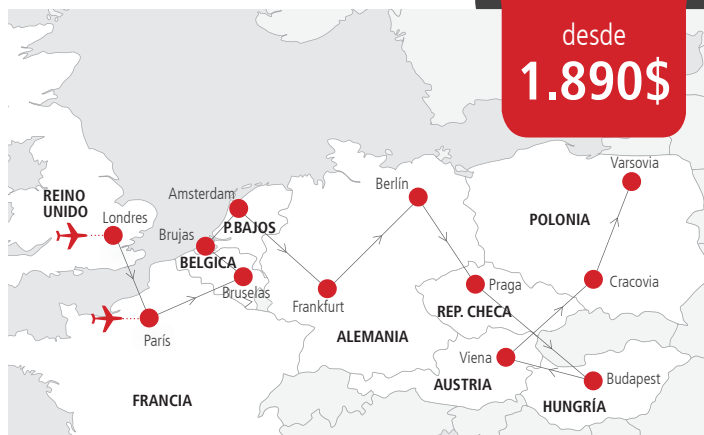 desde
1.890$
Varsovia
Berlín
Amsterdam
REINO
UNIDO
Londres
P.BAJOS
POLONIA
Brujas
BELGICA
Bruselas
Frankfurt
Praga
Cracovia
REP. CHECA
París
ALEMANIA
Viena
AUSTRIA
Budapest
FRANCIA
HUNGRÍA